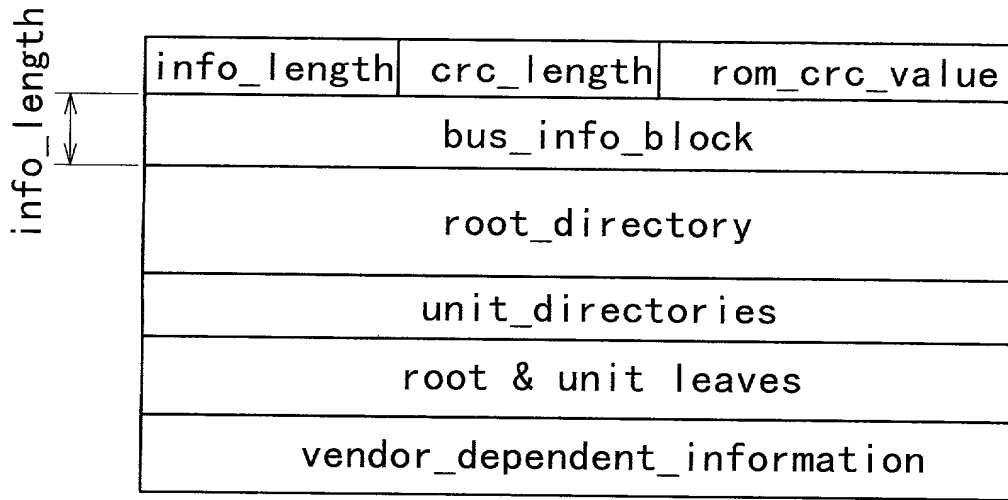 info_length
info_length crc_length rom_crc_value
bus_info_block
root_directory
unit_directories
root & unit leaves
vendor_dependent_information